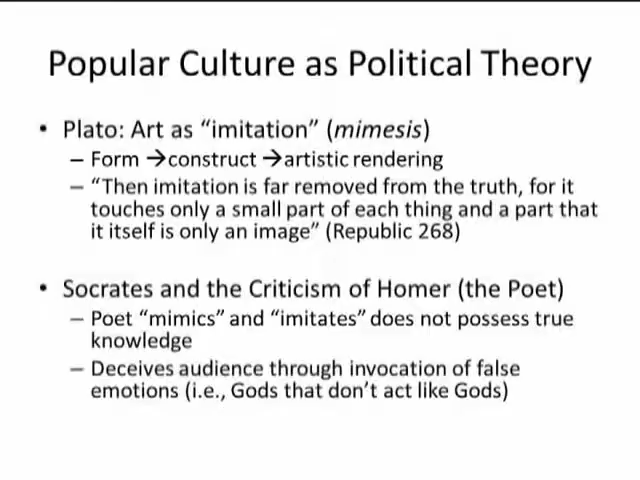 Popular Culture as Political Theory
• Plato: Art as “imitation” (mimesis)
– Form →construct →artistic rendering
– “Then imitation is far removed from the truth, for it
touches only a small part of each thing and a part that
it itself is only an image” (Republic 268)
• Socrates and the Criticism of Homer (the Poet)
– Poet “mimics” and “imitates” does not possess true
knowledge
– Deceives audience through invocation of false
emotions (i.e., Gods that don’t act like Gods)